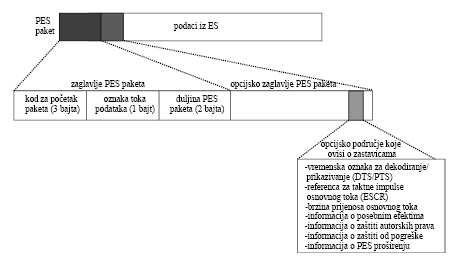 PES
paket
podaci iz ES
zaglavlje PES paketa
opcijsko zaglavlje PES paketa
kod za početak
paketa (3 bajta)
oznaka toka
podataka (1 bajt)
duljina PES
paketa (2 bajta)
opcijsko područje koje
ovisi o zastavicama
-vremenska oznaka za dekodiranje/
prikazivanje (DTS/PTS)
-referenca za taktne impulse
osnovnog toka (ESCR)
-brzina prijenosa osnovnog toka
-informacija o posebnim efektima
-informacija o zaštiti autorskih prava
-informacija o zaštiti od pogreške
-informacija o PES proširenju